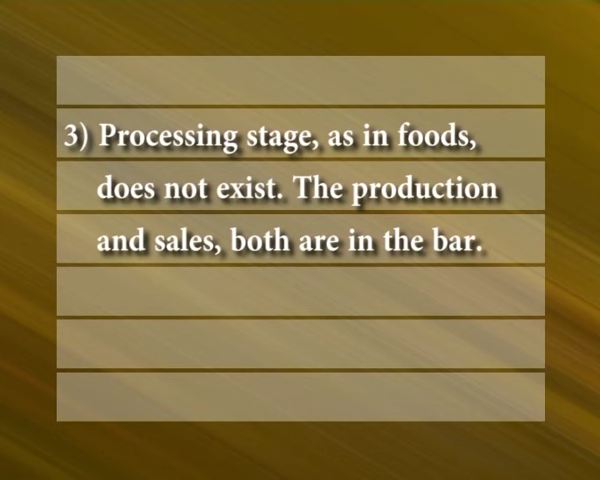 3) Processing stage, as in foods,
does not exist. The production
and sales, both are in the bar.